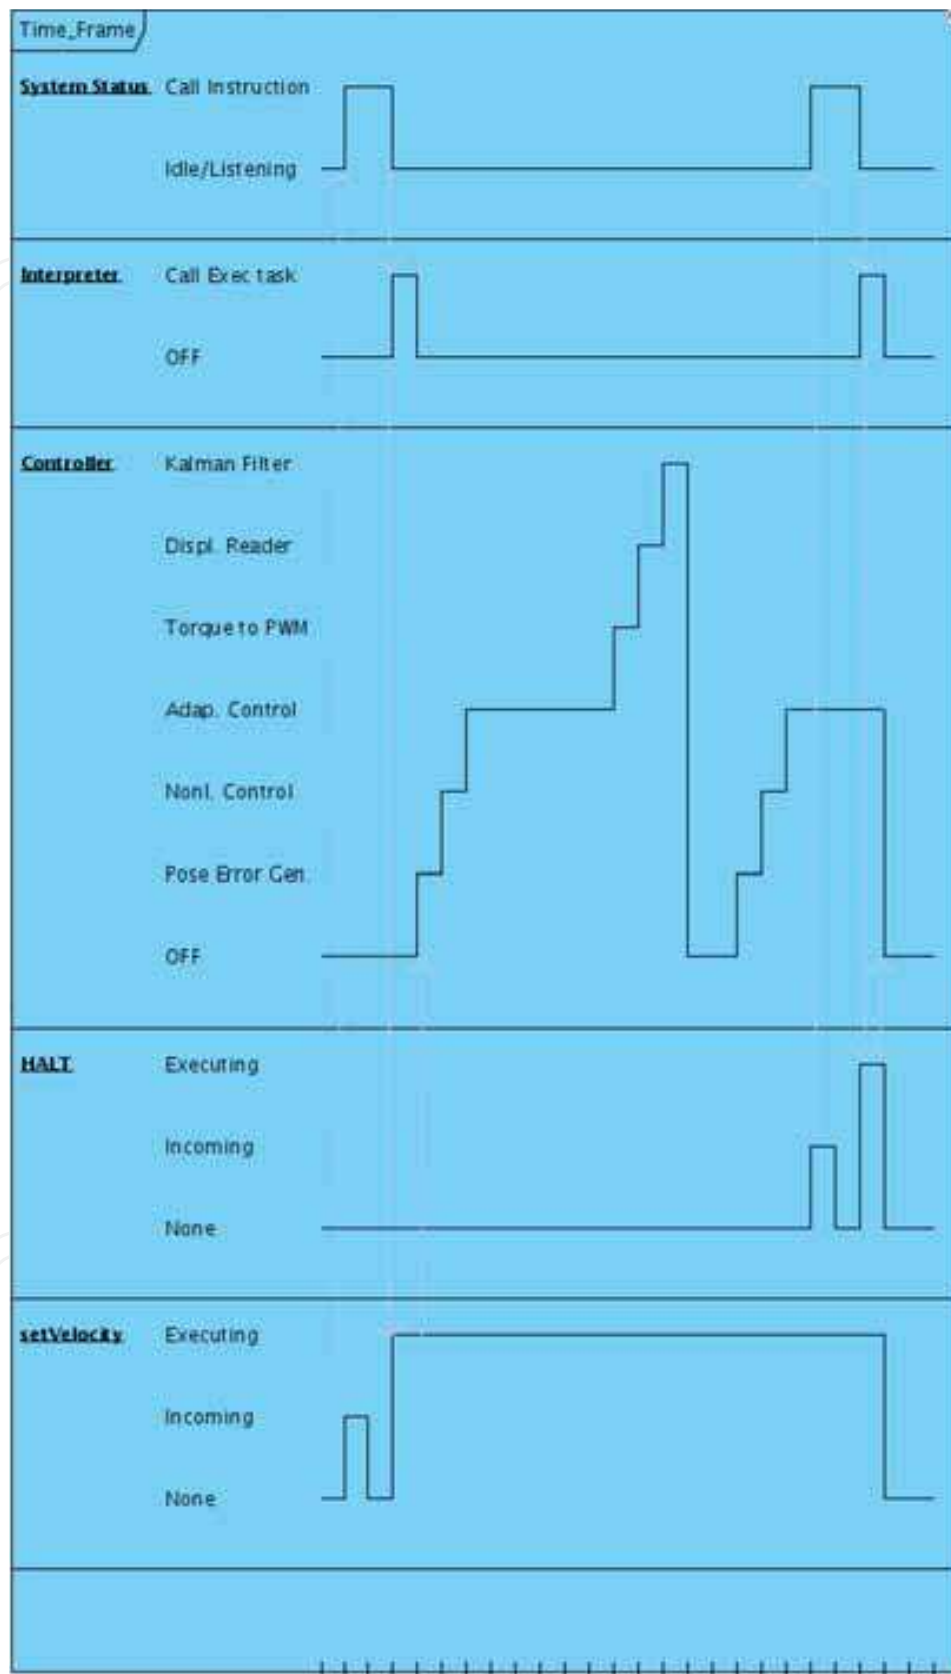 Time_Frame
System Status Call Instruction
Idle/Listening
Interpreter Call Exec task
OFF
Controller Kalman Filter
Displ. Reader
Torque to PWM
Adap. Control
Nonl. Control
Pose Error Gen.
OFF
HALT Executing
Incoming
None
setVelocity Executing
Incoming
None